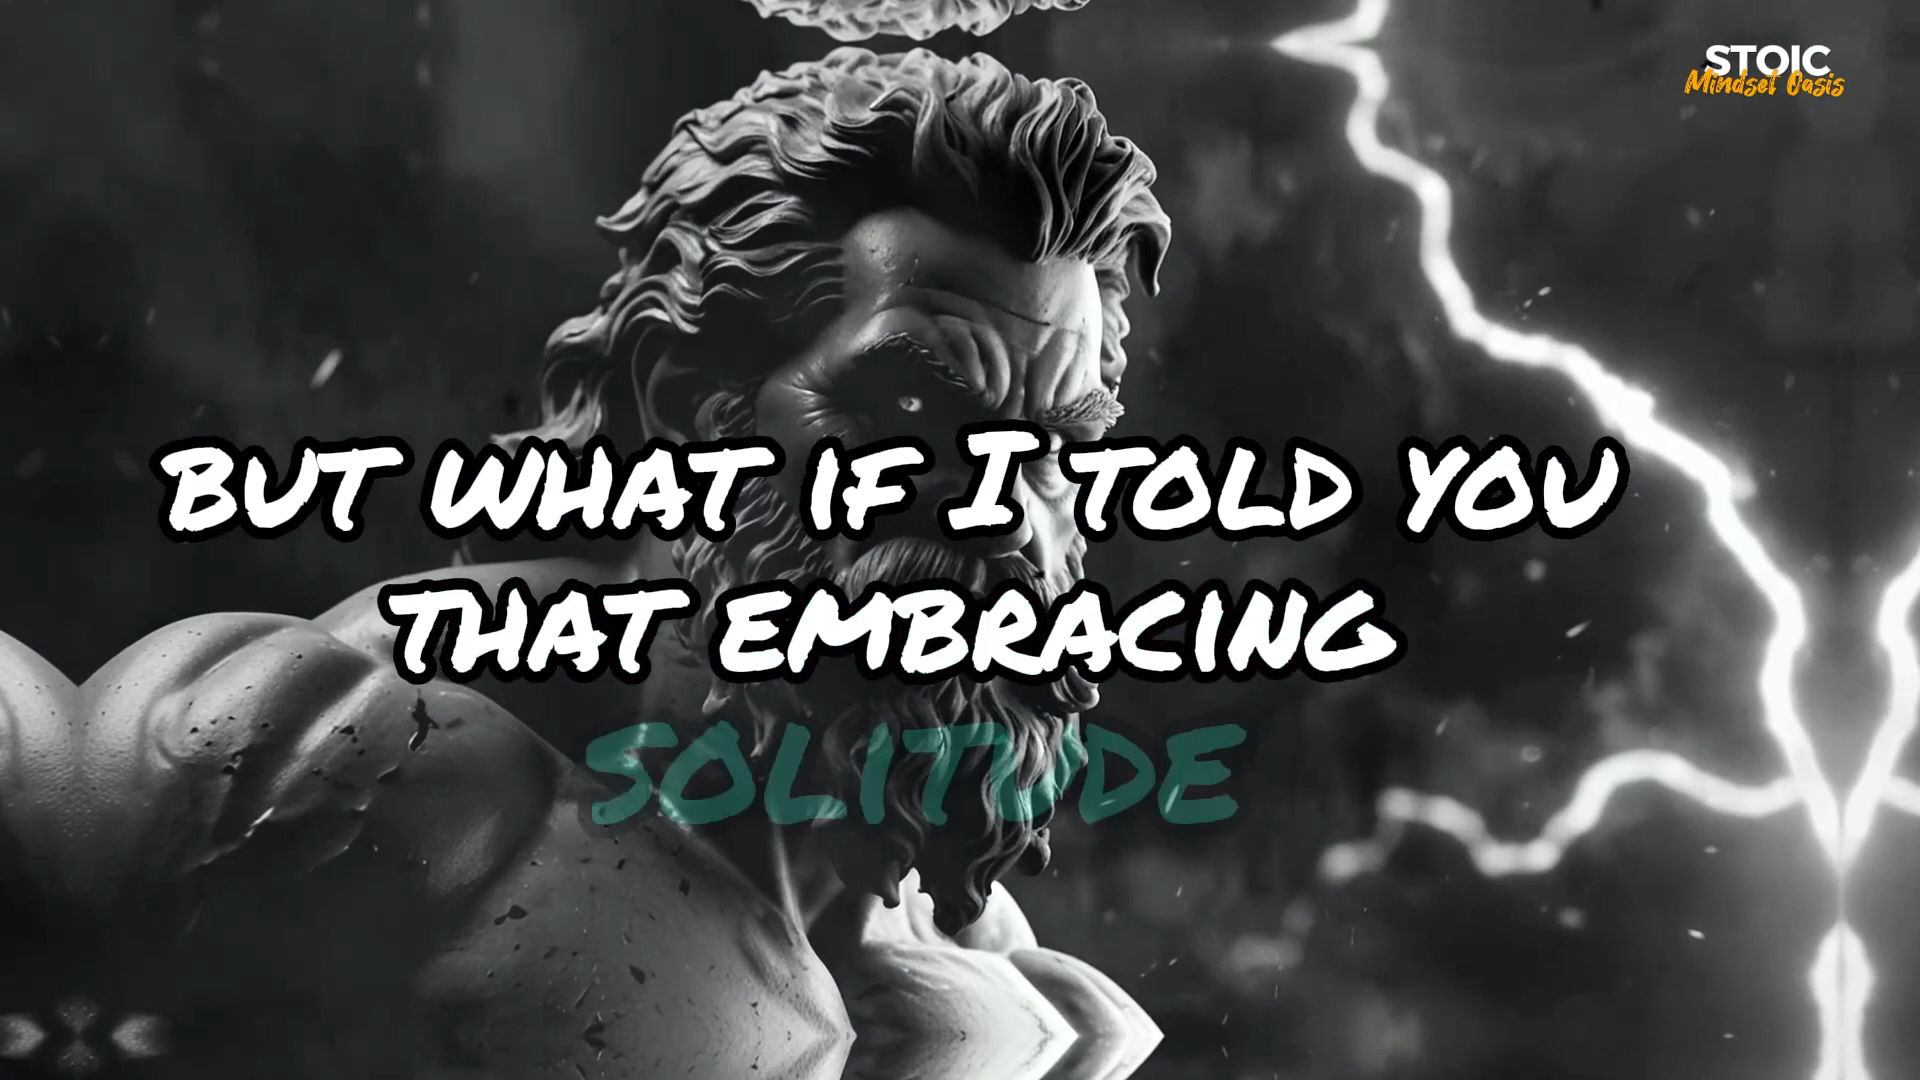 STOIC
Mindset Oasis
BUT WHAT IF I TOLD YOU
THAT EMBRACING
SOLITUDE